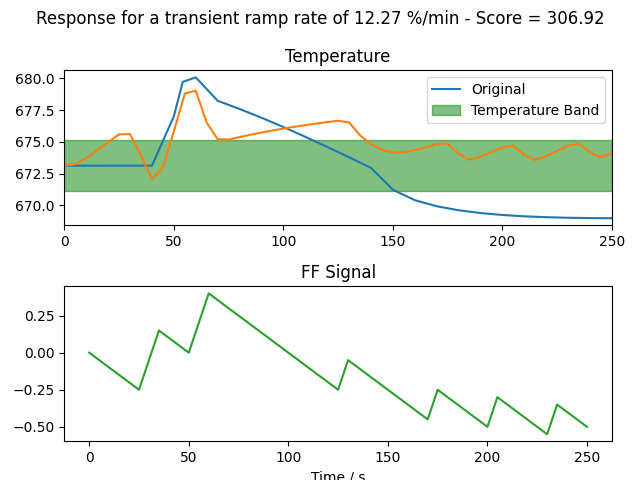 Response for a transient ramp rate of 12.27 %/min - Score = 306.92
Temperature
680.0
677.5
675.0
672.5
670.0
Original
Temperature Band
0 50 100 150 200 250
FF Signal
0.25
0.00
−0.25
−0.50
0 50 100 150 200 250
Time / s